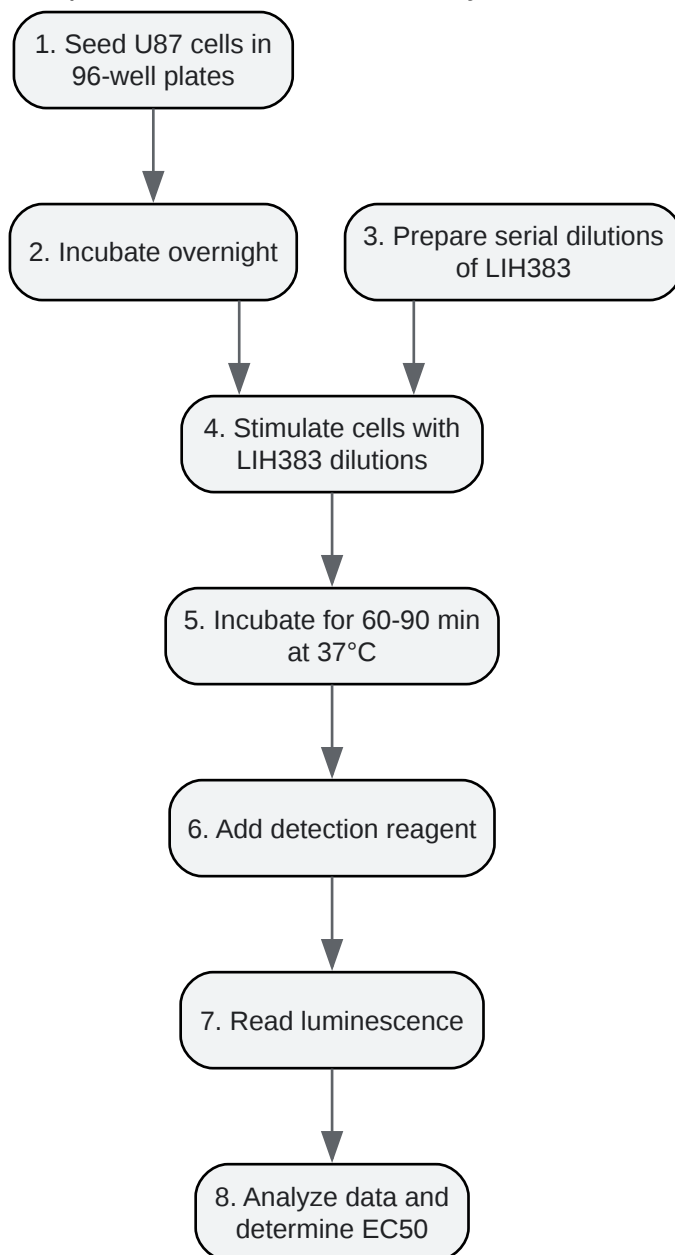 1. Seed U87 cells in
96-well plates
2. Incubate overnight
3. Prepare serial dilutions
of LIH383
4. Stimulate cells with
LIH383 dilutions
5. Incubate for 60-90 min
at 37°C
6. Add detection reagent
7. Read luminescence
8. Analyze data and
determine EC50